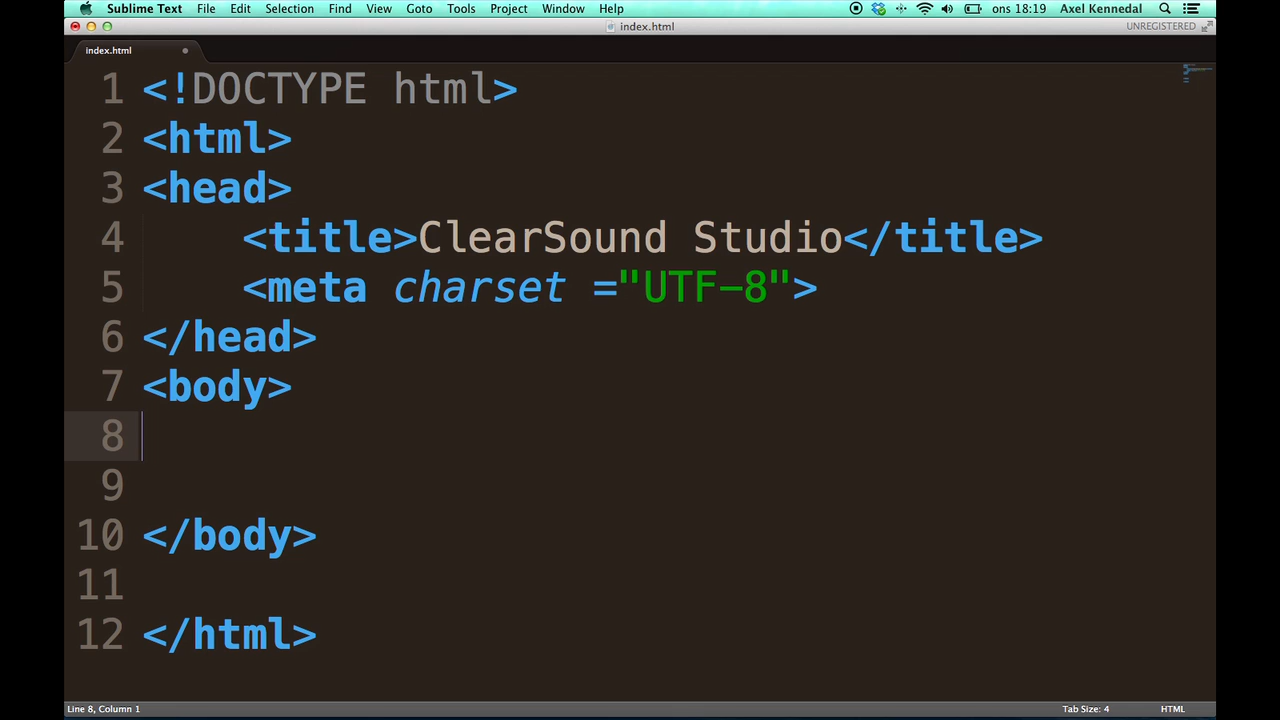 Sublime Text File Edit Selection Find View Goto Tools Project Window Help ons 18:19 Axel Kennedal
index.html UNREGISTERED
index.html
1 <!DOCTYPE html>
2 <html>
3 <head>
4     <title>ClearSound Studio</title>
5     <meta charset ="UTF-8">
6 </head>
7 <body>
8
9
10 </body>
11
12 </html>
Line 8, Column 1 Tab Size: 4 HTML